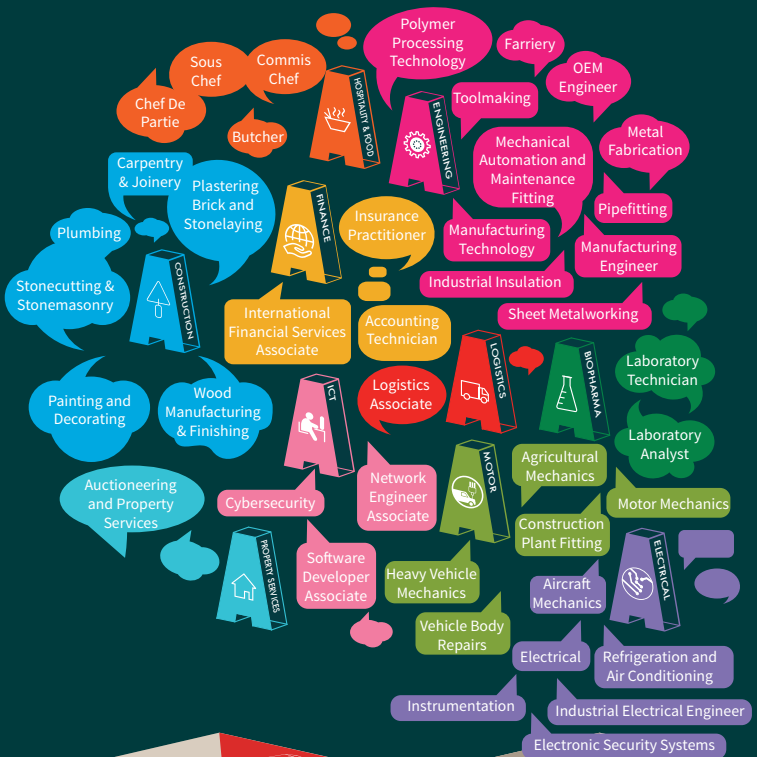 Polymer
Processing
Technology
Farriery
Sous
Chef
Commis
Chef
OEM
Engineer
HOSPITALITY & FOOD
Chef De
Partie
Butcher
ENGINEERING
Toolmaking
Mechanical
Automation and
Maintenance
Fitting
Metal
Fabrication
Carpentry
& Joinery
Plastering
Brick and
Stonelaying
FINANCE
Insurance
Practitioner
Pipefitting
Plumbing
Manufacturing
Technology
Manufacturing
Engineer
CONSTRUCTION
Stonecutting &
Stonemasonry
Industrial Insulation
International
Financial Services
Associate
Accounting
Technician
Sheet Metalworking
LOGISTICS
BIOPHARMA
Laboratory
Technician
Painting and
Decorating
Wood
Manufacturing
& Finishing
ICT
Logistics
Associate
Laboratory
Analyst
Auctioneering
and Property
Services
Cybersecurity
Network
Engineer
Associate
MOTOR
Agricultural
Mechanics
Motor Mechanics
Construction
Plant Fitting
PROPERTY SERVICES
Software
Developer
Associate
Heavy Vehicle
Mechanics
Aircraft
Mechanics
ELECTRICAL
Vehicle Body
Repairs
Electrical
Refrigeration and
Air Conditioning
Instrumentation
Industrial Electrical Engineer
Electronic Security Systems